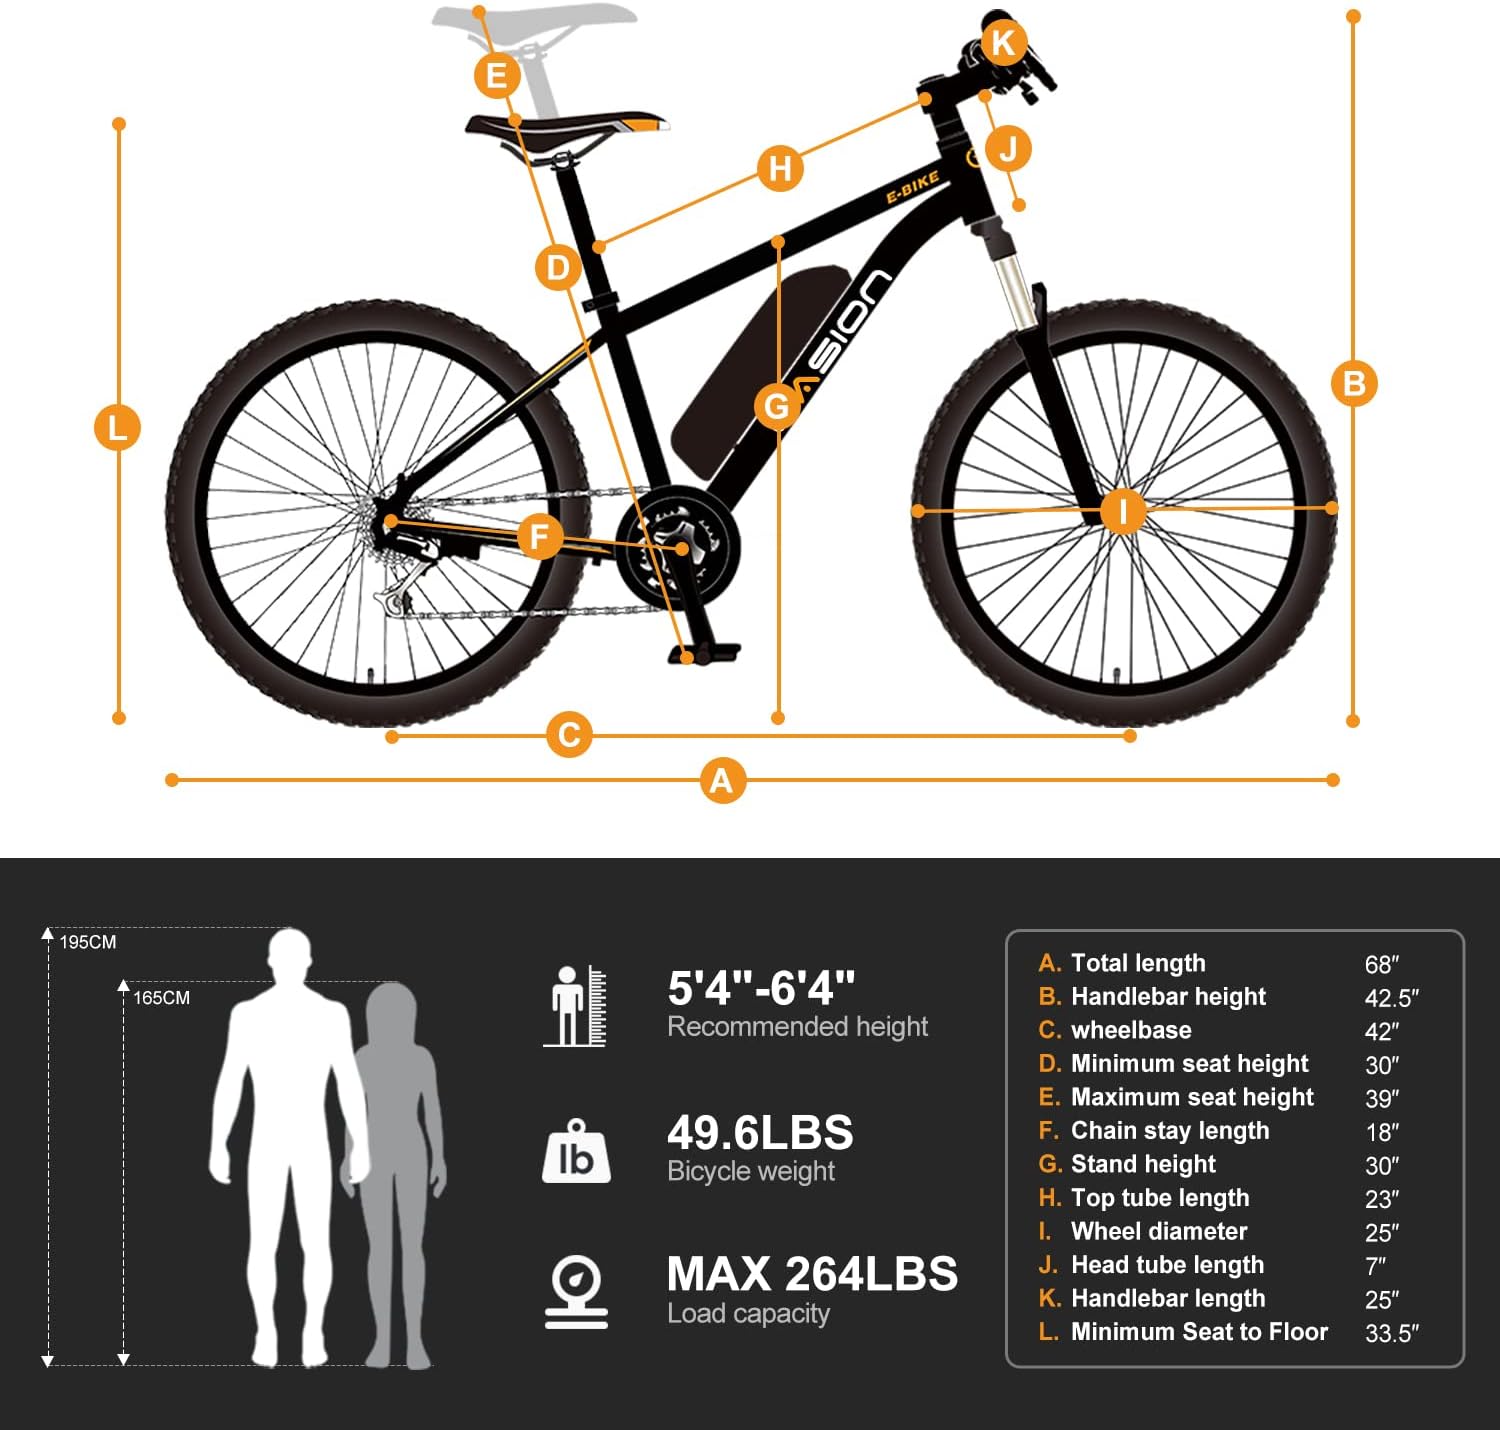 E
K
H
J
E-BIKE
D
ASION
L
G
B
I
F
C
A
195CM
165CM
5'4"-6'4"
Recommended height
lb
49.6LBS
Bicycle weight
MAX 264LBS
Load capacity
A. Total length 68″
B. Handlebar height 42.5″
C. wheelbase 42″
D. Minimum seat height 30″
E. Maximum seat height 39″
F. Chain stay length 18″
G. Stand height 30″
H. Top tube length 23″
I. Wheel diameter 25″
J. Head tube length 7″
K. Handlebar length 25″
L. Minimum Seat to Floor 33.5″